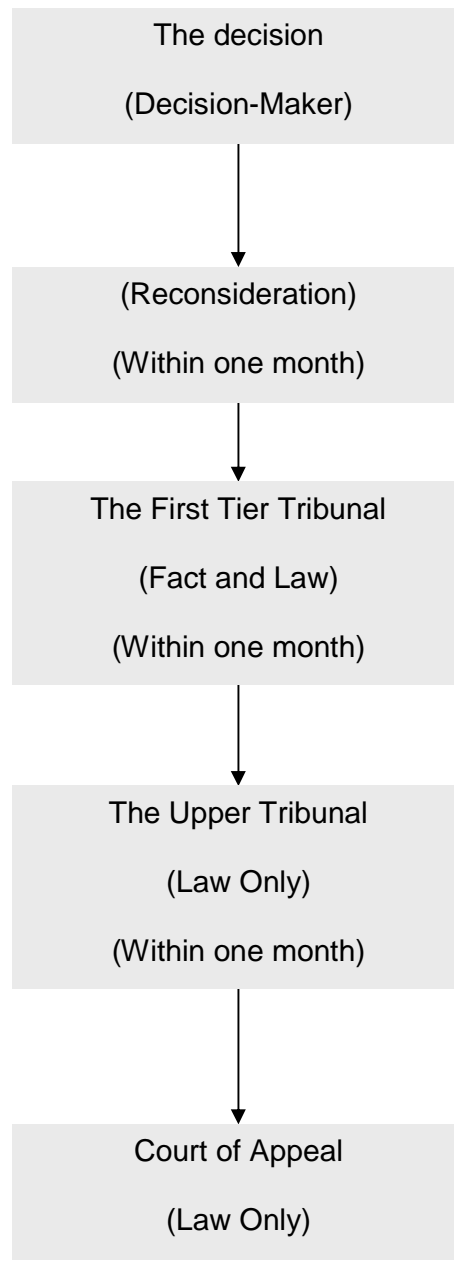 The decision
(Decision-Maker)
(Reconsideration)
(Within one month)
The First Tier Tribunal
(Fact and Law)
(Within one month)
The Upper Tribunal
(Law Only)
(Within one month)
Court of Appeal
(Law Only)